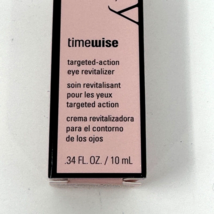 timewise
targeted-action
eye revitalizer
soin revitalisant
pour les yeux
targeted action
crema revitalizadora
para el contorno
de los ojos
.34 FL. OZ. / 10 mL